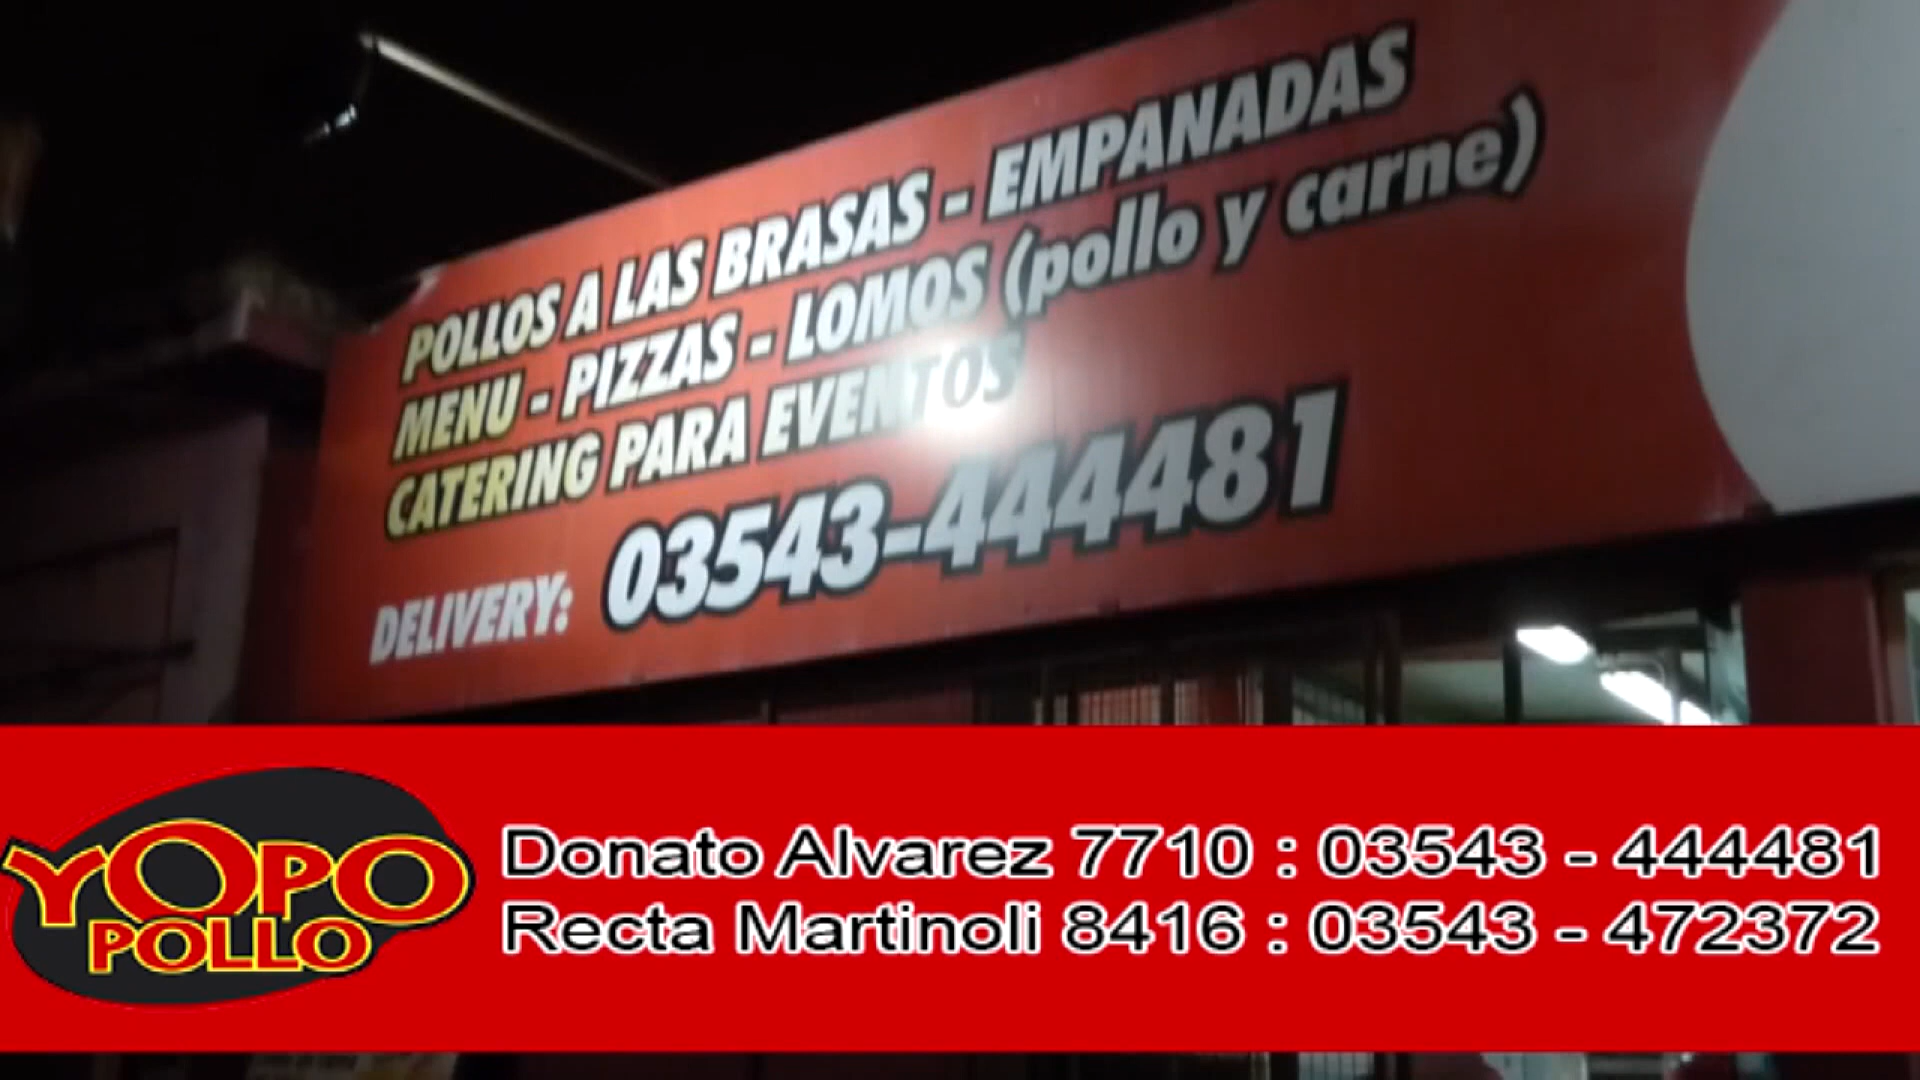 POLLOS A LAS BRASAS - EMPANADAS
MENU - PIZZAS - LOMOS (pollo y carne)
CATERING PARA EVENTOS
DELIVERY: 03543-444481
YOPO
POLLO
Donato Alvarez 7710 : 03543 - 444481
Recta Martinoli 8416 : 03543 - 472372